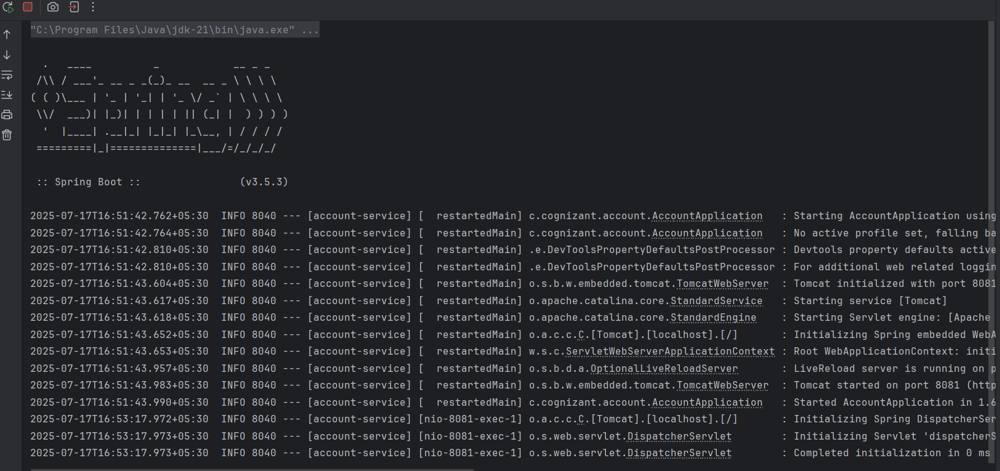 "C:\Program Files\Java\jdk-21\bin\java.exe" ...
  .   ____          _            __ _ _
 /\\ / ___'_ __ _ _(_)_ __  __ _ \ \ \ \
( ( )\___ | '_ | '_| | '_ \/ _` | \ \ \ \
 \\/  ___)| |_)| | | | | || (_| |  ) ) ) )
  '  |____| .__|_| |_|_| |_\__, | / / / /
 =========|_|==============|___/=/_/_/_/
 :: Spring Boot ::                (v3.5.3)
2025-07-17T16:51:42.762+05:30  INFO 8040 --- [account-service] [  restartedMain] c.cognizant.account.AccountApplication   : Starting AccountApplication using
2025-07-17T16:51:42.764+05:30  INFO 8040 --- [account-service] [  restartedMain] c.cognizant.account.AccountApplication   : No active profile set, falling ba
2025-07-17T16:51:42.810+05:30  INFO 8040 --- [account-service] [  restartedMain] .e.DevToolsPropertyDefaultsPostProcessor : Devtools property defaults active
2025-07-17T16:51:42.810+05:30  INFO 8040 --- [account-service] [  restartedMain] .e.DevToolsPropertyDefaultsPostProcessor : For additional web related loggin
2025-07-17T16:51:43.604+05:30  INFO 8040 --- [account-service] [  restartedMain] o.s.b.w.embedded.tomcat.TomcatWebServer  : Tomcat initialized with port 8081
2025-07-17T16:51:43.617+05:30  INFO 8040 --- [account-service] [  restartedMain] o.apache.catalina.core.StandardService   : Starting service [Tomcat]
2025-07-17T16:51:43.618+05:30  INFO 8040 --- [account-service] [  restartedMain] o.apache.catalina.core.StandardEngine    : Starting Servlet engine: [Apache
2025-07-17T16:51:43.652+05:30  INFO 8040 --- [account-service] [  restartedMain] o.a.c.c.C.[Tomcat].[localhost].[/]       : Initializing Spring embedded WebA
2025-07-17T16:51:43.653+05:30  INFO 8040 --- [account-service] [  restartedMain] w.s.c.ServletWebServerApplicationContext : Root WebApplicationContext: initi
2025-07-17T16:51:43.957+05:30  INFO 8040 --- [account-service] [  restartedMain] o.s.b.d.a.OptionalLiveReloadServer       : LiveReload server is running on p
2025-07-17T16:51:43.983+05:30  INFO 8040 --- [account-service] [  restartedMain] o.s.b.w.embedded.tomcat.TomcatWebServer  : Tomcat started on port 8081 (http
2025-07-17T16:51:43.990+05:30  INFO 8040 --- [account-service] [  restartedMain] c.cognizant.account.AccountApplication   : Started AccountApplication in 1.6
2025-07-17T16:53:17.972+05:30  INFO 8040 --- [account-service] [nio-8081-exec-1] o.a.c.c.C.[Tomcat].[localhost].[/]       : Initializing Spring DispatcherSer
2025-07-17T16:53:17.973+05:30  INFO 8040 --- [account-service] [nio-8081-exec-1] o.s.web.servlet.DispatcherServlet        : Initializing Servlet 'dispatcherS
2025-07-17T16:53:17.973+05:30  INFO 8040 --- [account-service] [nio-8081-exec-1] o.s.web.servlet.DispatcherServlet        : Completed initialization in 0 ms